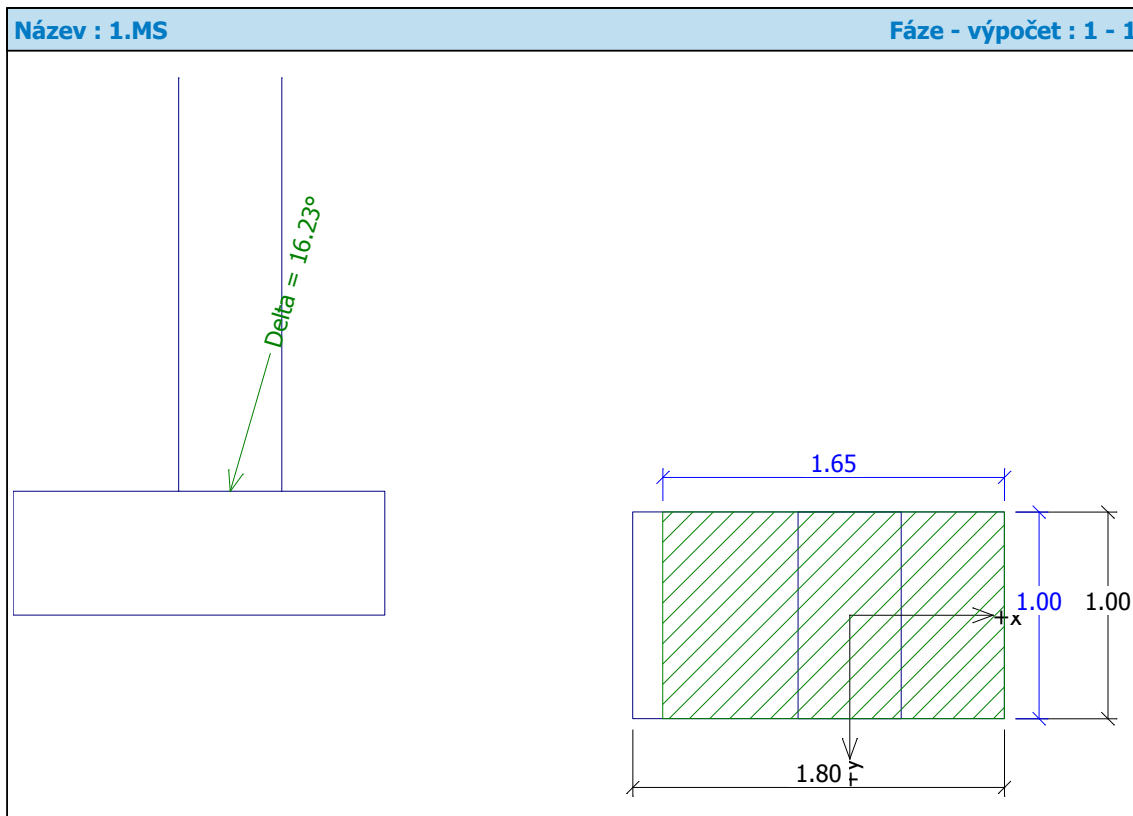 Název : 1.MS
Fáze - výpočet : 1 - 1
Delta = 16.23°
1.65
+x
1.00
1.00
1.80
+y